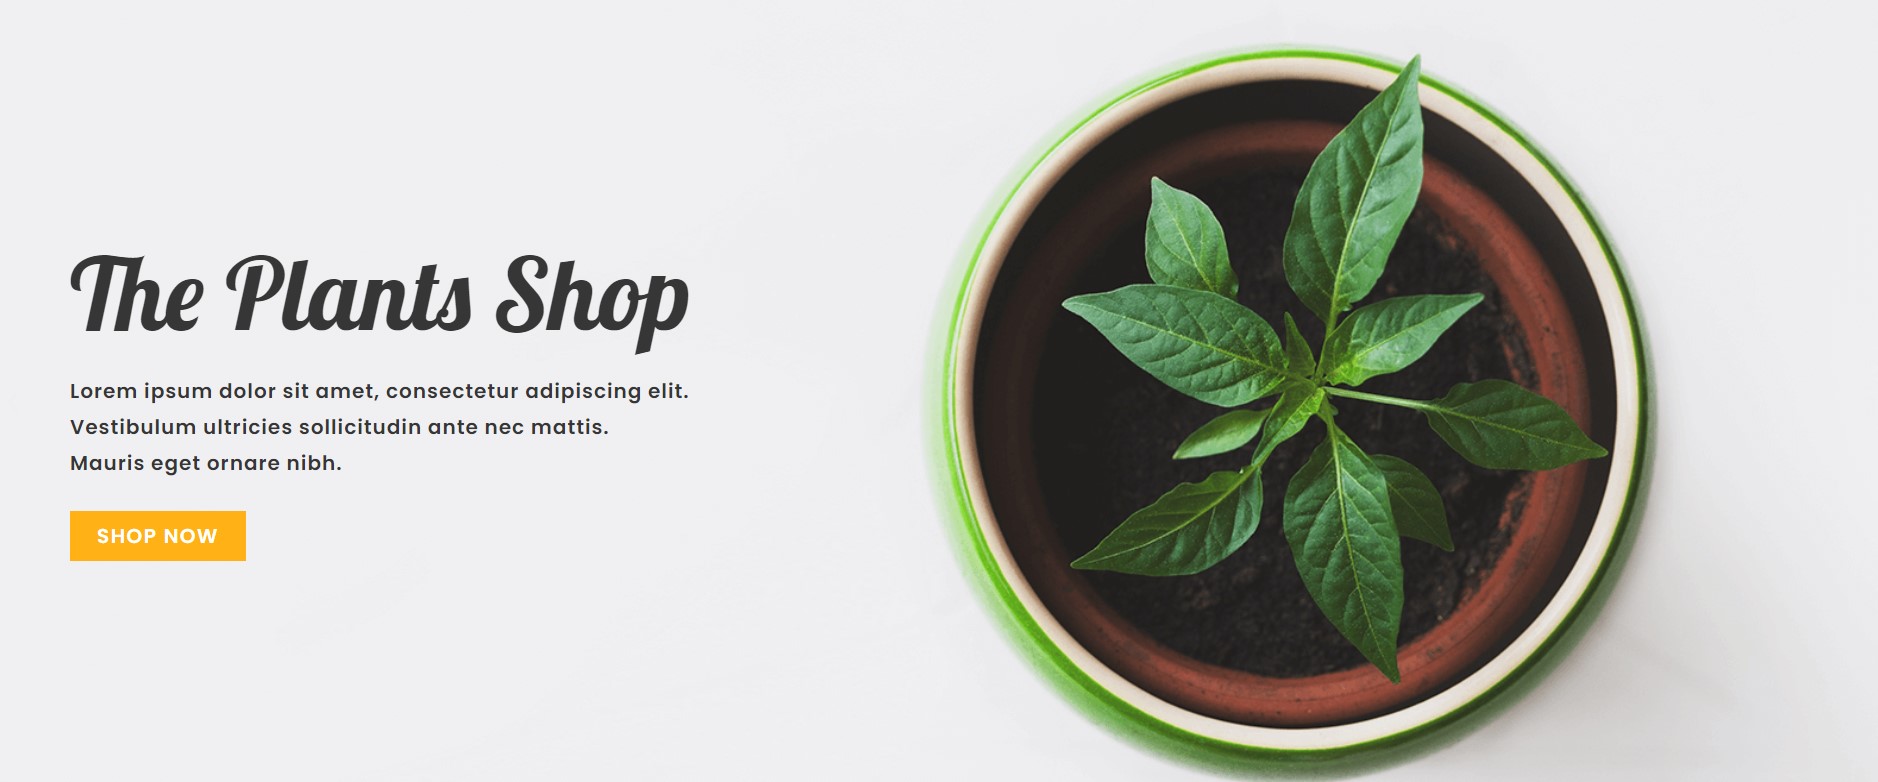 The Plants Shop
Lorem ipsum dolor sit amet, consectetur adipiscing elit.
Vestibulum ultricies sollicitudin ante nec mattis.
Mauris eget ornare nibh.
SHOP NOW